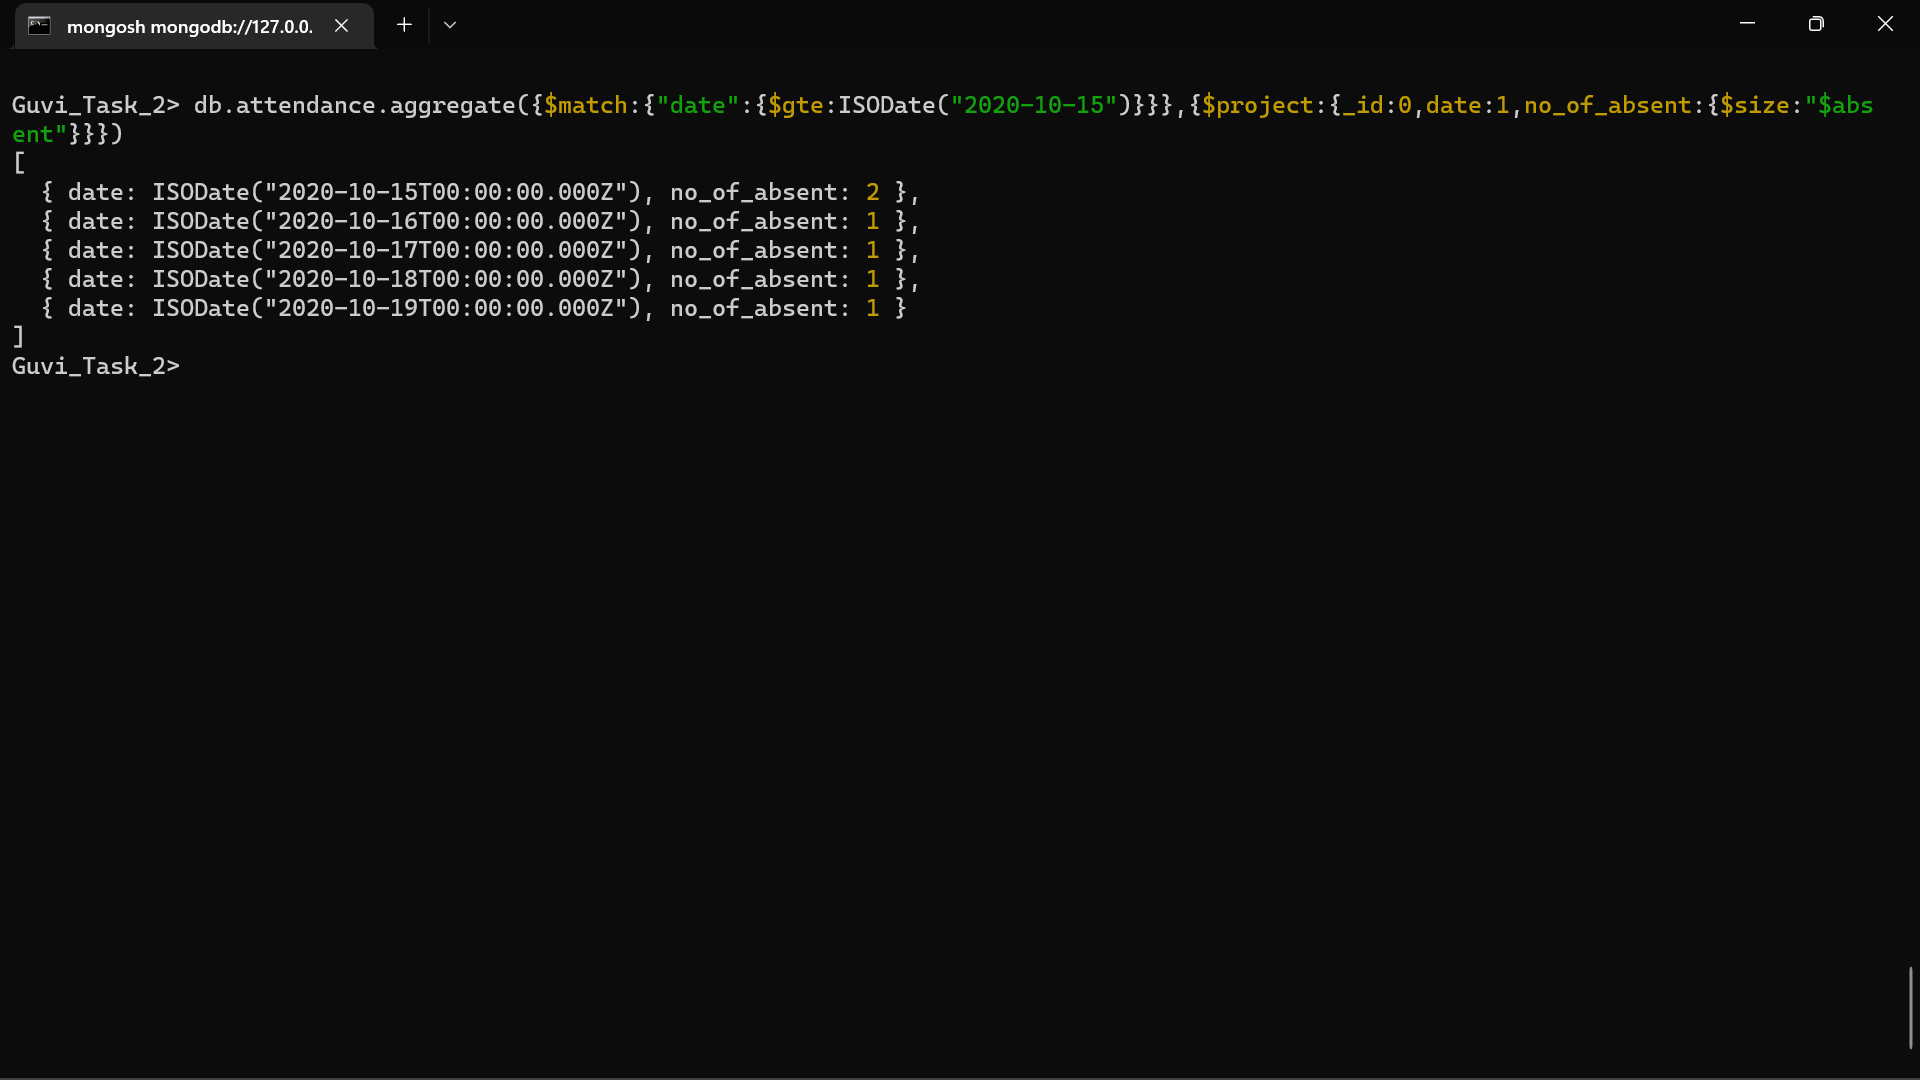 mongosh mongodb://127.0.0.
Guvi_Task_2> db.attendance.aggregate({$match:{"date":{$gte:ISODate("2020-10-15")}}},{$project:{_id:0,date:1,no_of_absent:{$size:"$abs
ent"}}})
[
  { date: ISODate("2020-10-15T00:00:00.000Z"), no_of_absent: 2 },
  { date: ISODate("2020-10-16T00:00:00.000Z"), no_of_absent: 1 },
  { date: ISODate("2020-10-17T00:00:00.000Z"), no_of_absent: 1 },
  { date: ISODate("2020-10-18T00:00:00.000Z"), no_of_absent: 1 },
  { date: ISODate("2020-10-19T00:00:00.000Z"), no_of_absent: 1 }
]
Guvi_Task_2>